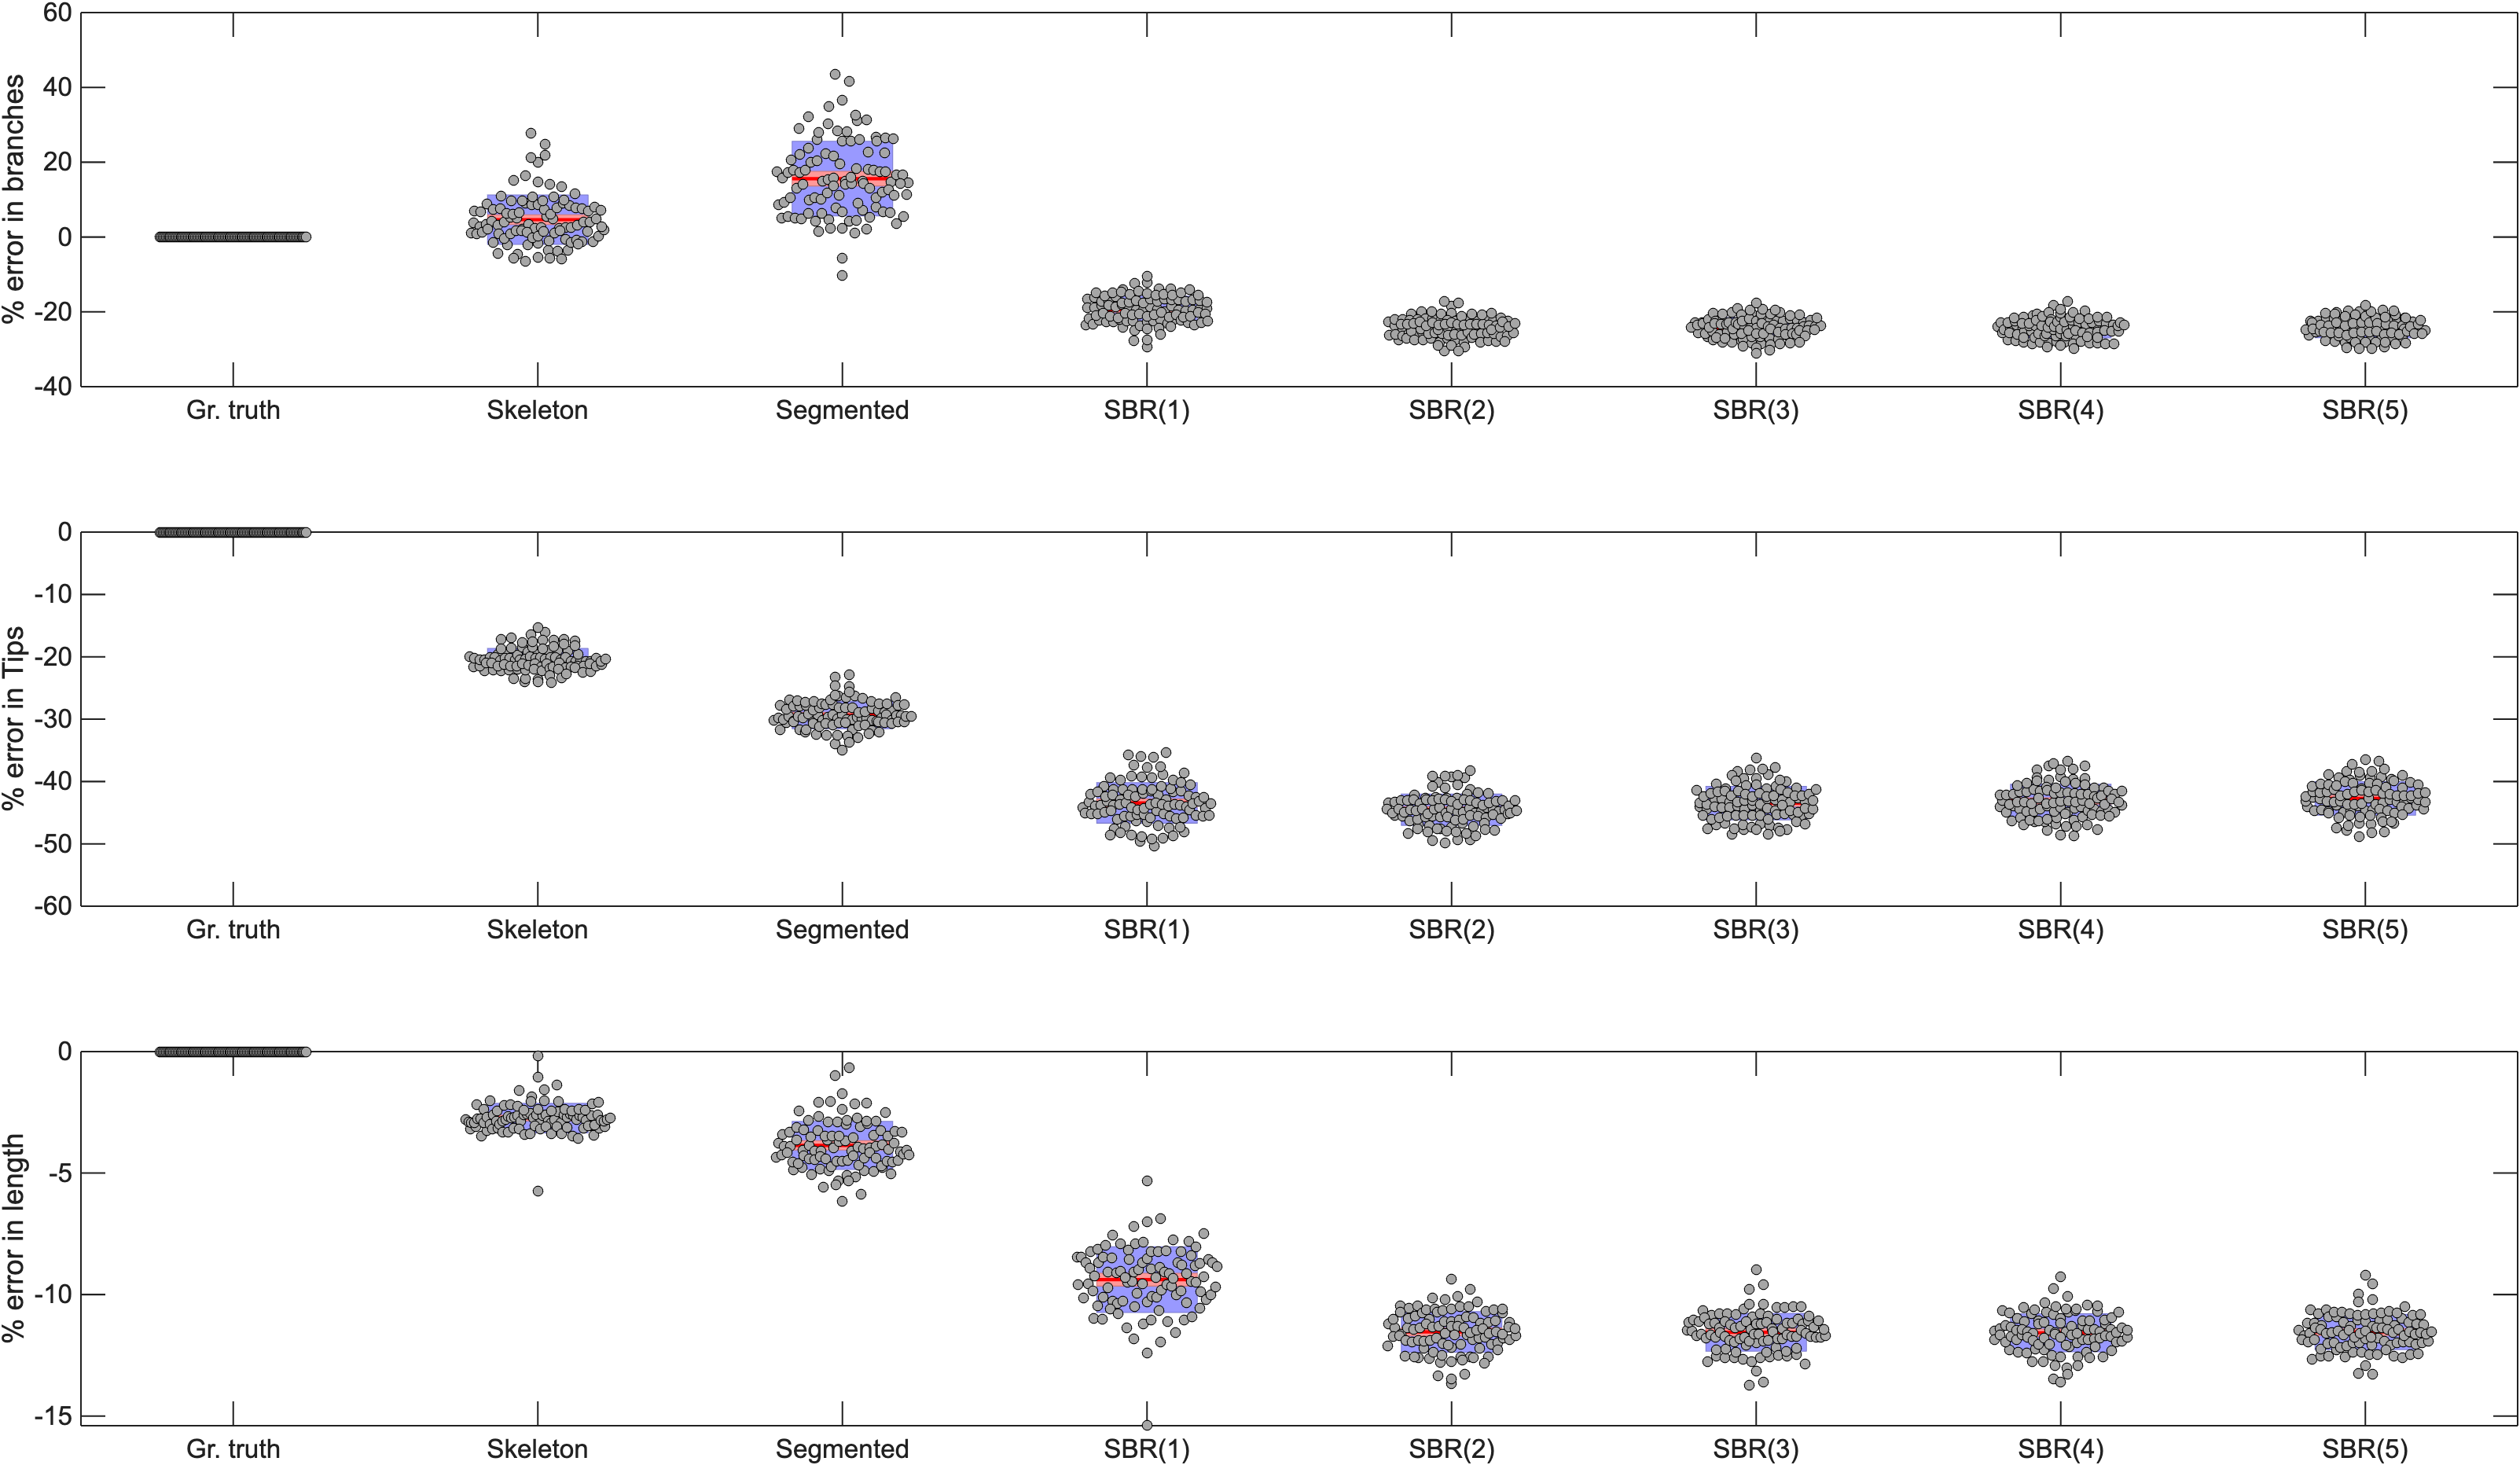 % error in branches
60
40
20
0
-20
-40
Gr. truth Skeleton Segmented SBR(1) SBR(2) SBR(3) SBR(4) SBR(5)
% error in Tips
0
-10
-20
-30
-40
-50
-60
Gr. truth Skeleton Segmented SBR(1) SBR(2) SBR(3) SBR(4) SBR(5)
% error in length
0
-5
-10
-15
Gr. truth Skeleton Segmented SBR(1) SBR(2) SBR(3) SBR(4) SBR(5)